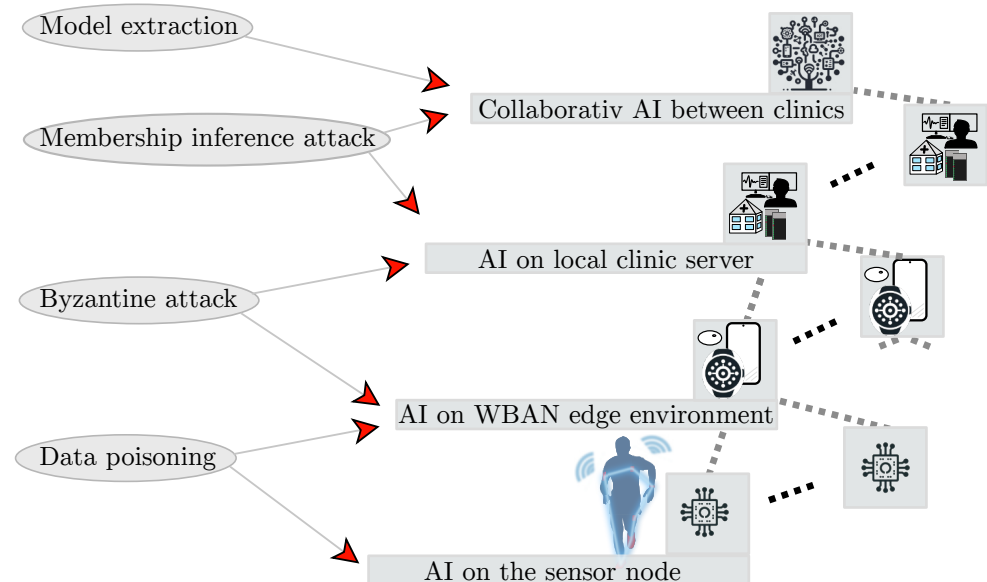 Model extraction
Collaborativ AI between clinics
Membership inference attack
AI on local clinic server
Byzantine attack
AI on WBAN edge environment
Data poisoning
AI on the sensor node